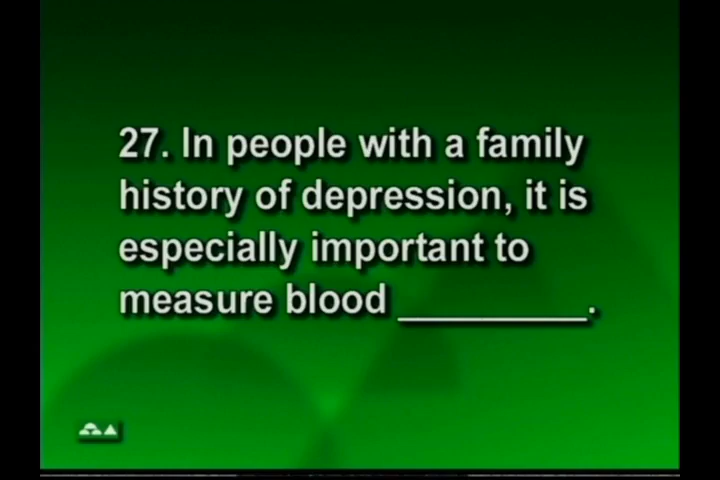 27. In people with a family
history of depression, it is
especially important to
measure blood _________.